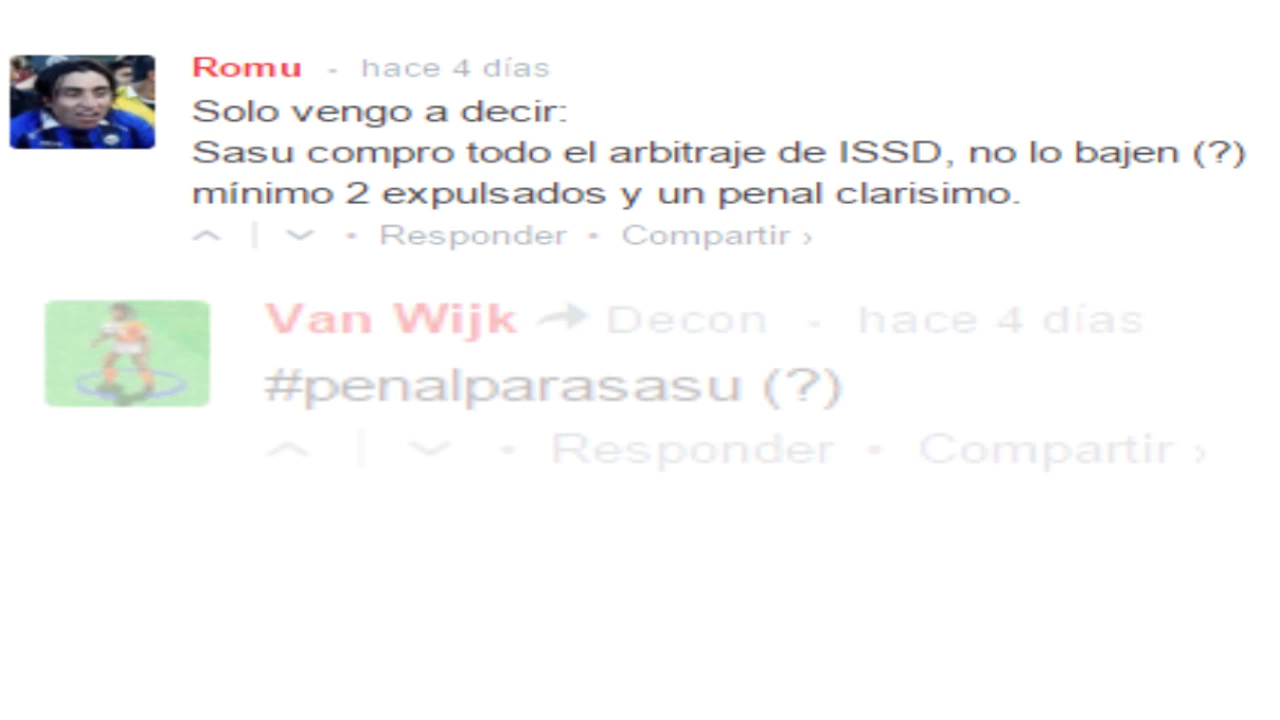 Romu - hace 4 días
Solo vengo a decir:
Sasu compro todo el arbitraje de ISSD, no lo bajen (?)
mínimo 2 expulsados y un penal clarisimo.
• Responder • Compartir ›
Van Wijk Decon - hace 4 días
#penalparasasu (?)
• Responder • Compartir ›